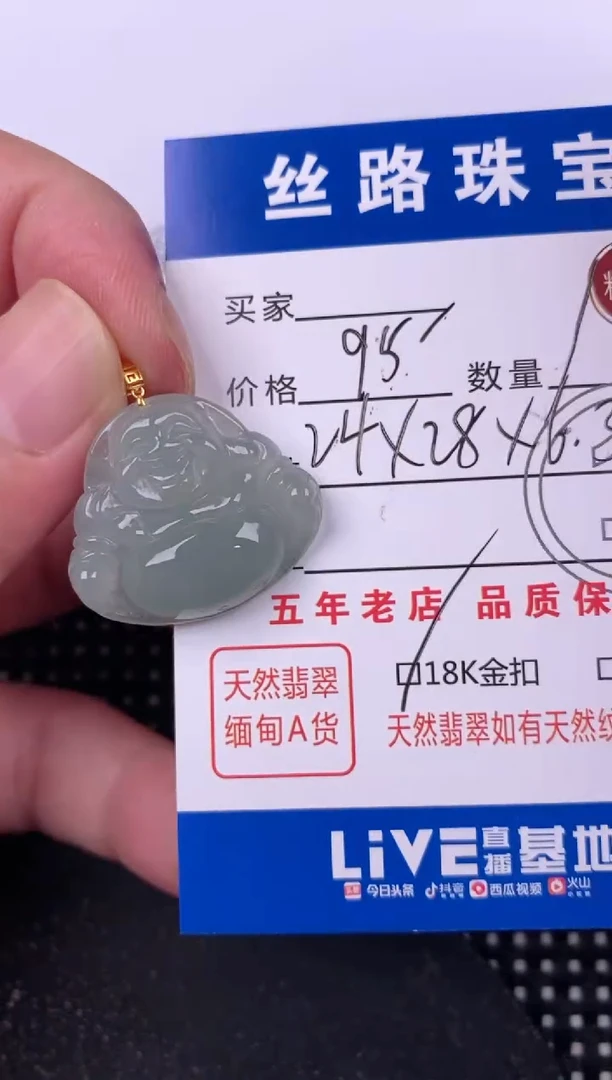 丝路珠宝
买家
价格 95 数量
24X28X6.
五年老店 品质保
天然翡翠
缅甸A货
18K金扣
天然翡翠如有天然纹
LiVE直播基地
今日头条 抖音 西瓜视频 火山